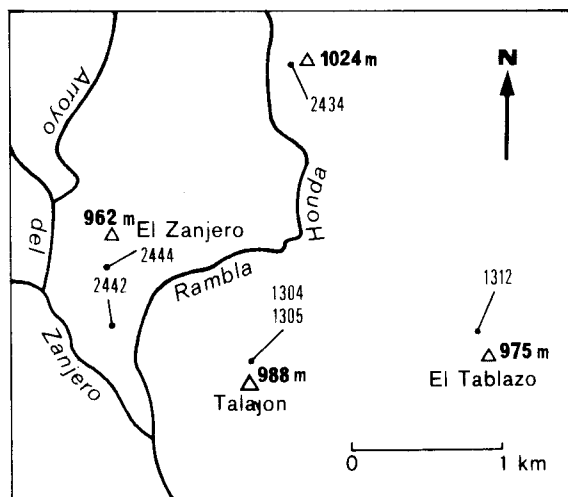 1024 m
N
2434
Arroyo
Honda
962 m
El Zanjero
del
2444
2442
Rambla
1304
1305
1312
Zanjero
988 m
Talajon
975 m
El Tablazo
0
1 km